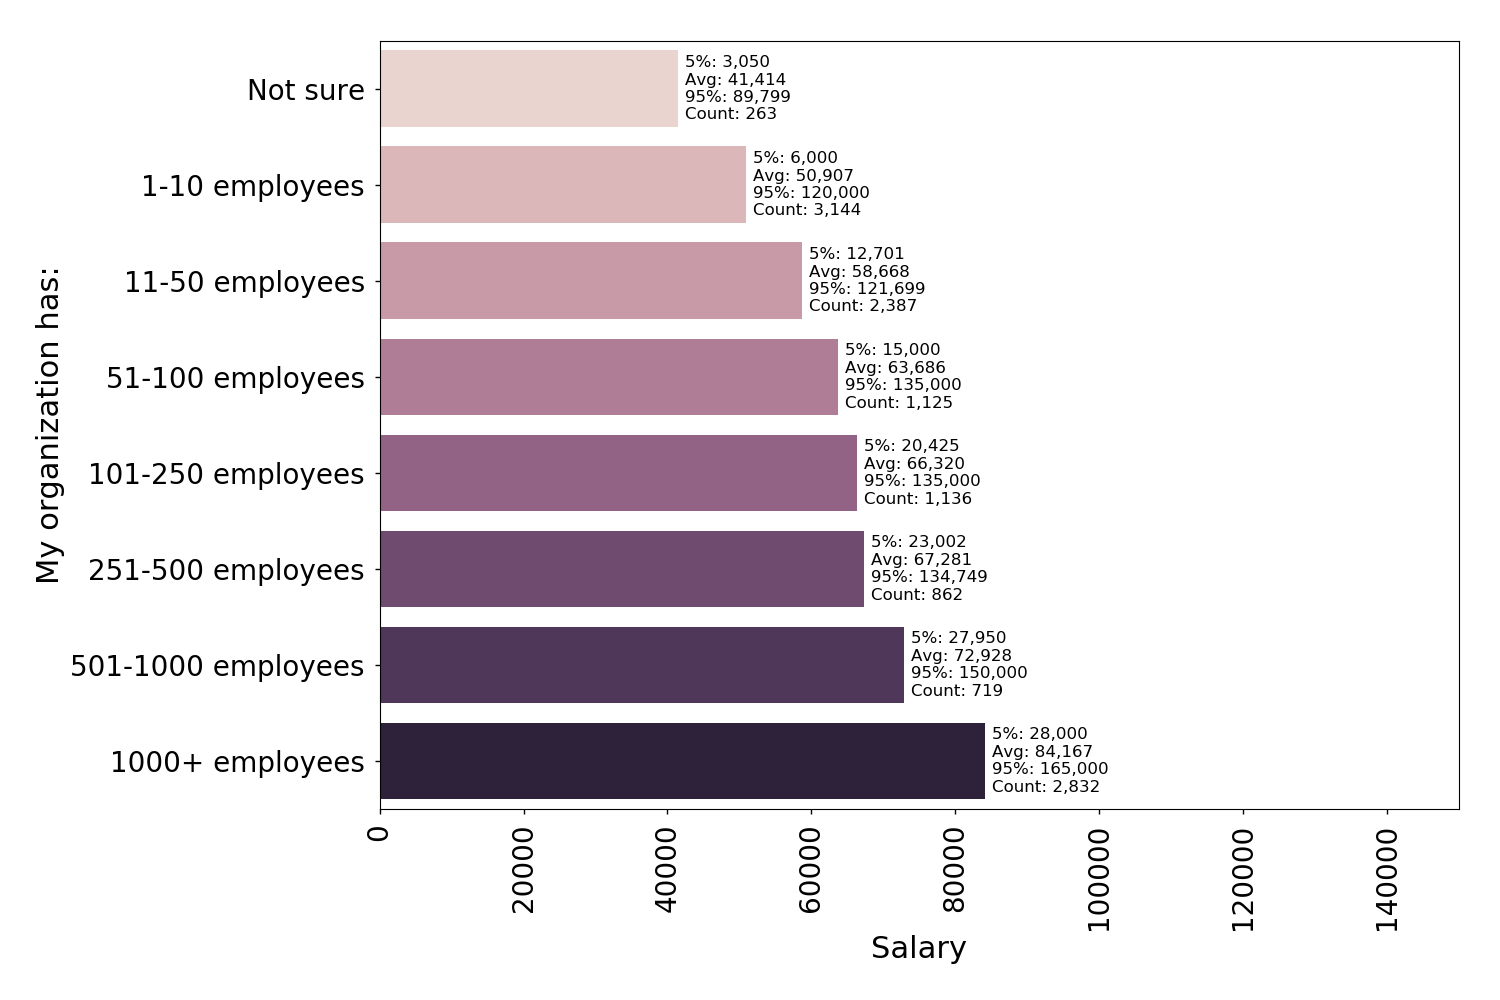 My organization has:
Not sure
5%: 3,050
Avg: 41,414
95%: 89,799
Count: 263
1-10 employees
5%: 6,000
Avg: 50,907
95%: 120,000
Count: 3,144
11-50 employees
5%: 12,701
Avg: 58,668
95%: 121,699
Count: 2,387
51-100 employees
5%: 15,000
Avg: 63,686
95%: 135,000
Count: 1,125
101-250 employees
5%: 20,425
Avg: 66,320
95%: 135,000
Count: 1,136
251-500 employees
5%: 23,002
Avg: 67,281
95%: 134,749
Count: 862
501-1000 employees
5%: 27,950
Avg: 72,928
95%: 150,000
Count: 719
1000+ employees
5%: 28,000
Avg: 84,167
95%: 165,000
Count: 2,832
0
20000
40000
60000
80000
100000
120000
140000
Salary